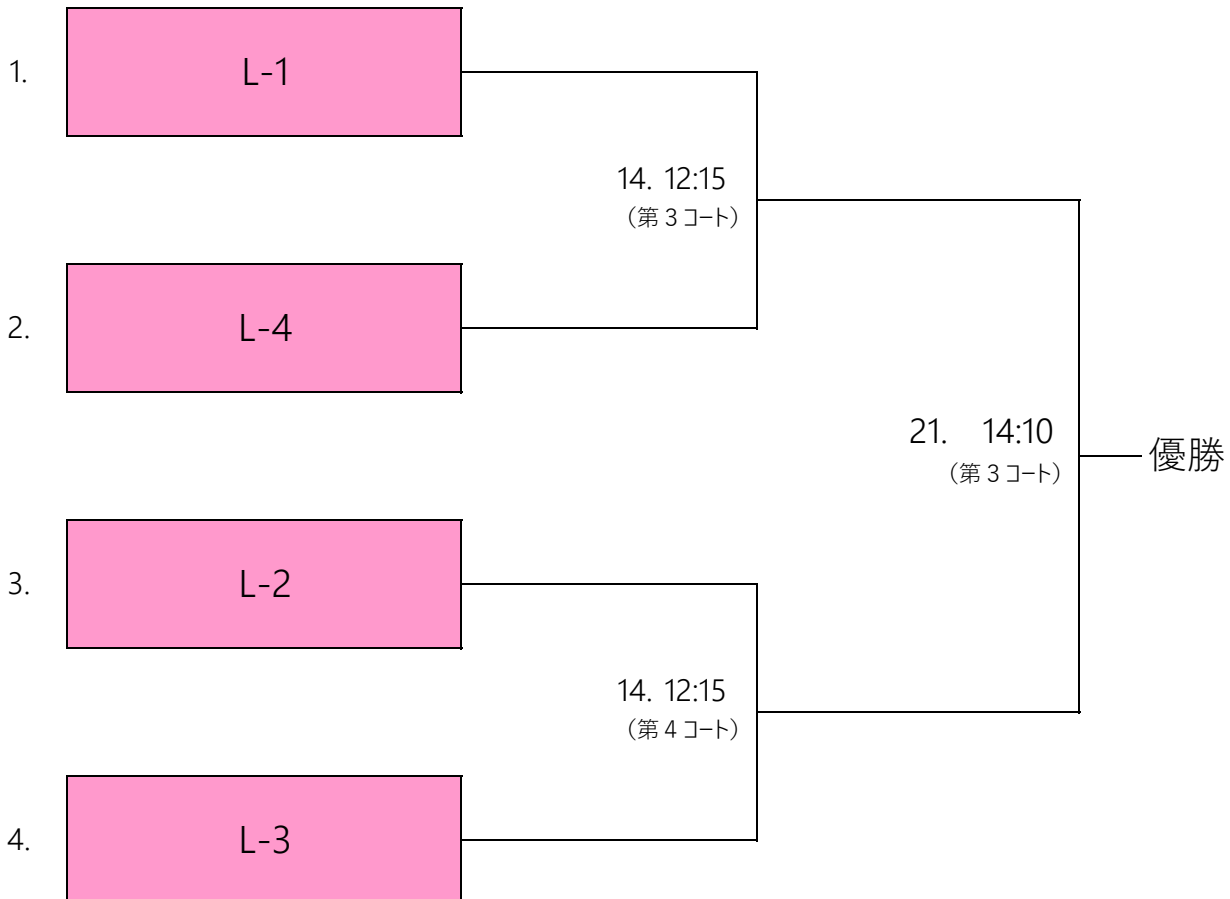 1.
L-1
14. 12:15
（第３コート）
2.
L-4
21. 14:10
（第３コート）
優勝
3.
L-2
14. 12:15
（第４コート）
4.
L-3